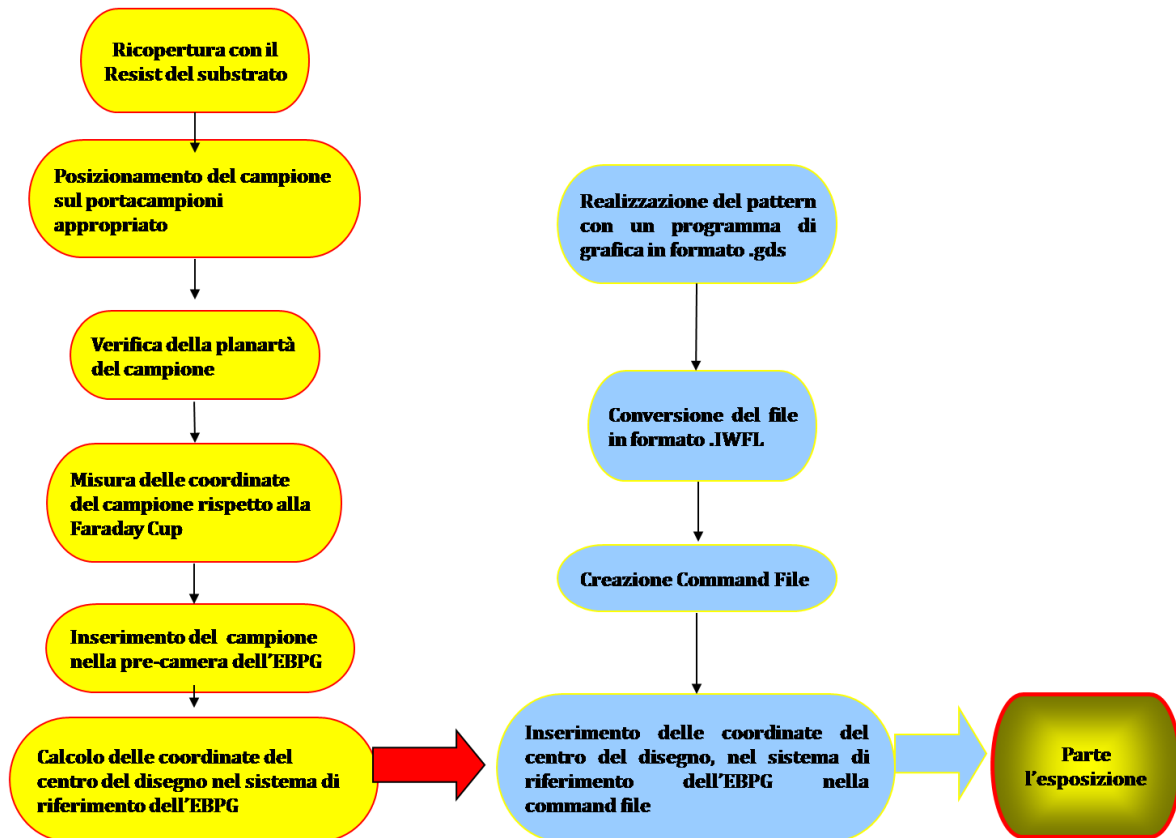 Ricopertura con il
Resist del substrato
Posizionamento del campione
sul portacampioni
appropriato
Verifica della planartà
del campione
Misura delle coordinate
del campione rispetto alla
Faraday Cup
Inserimento del campione
nella pre-camera dell'EBPG
Calcolo delle coordinate del
centro del disegno nel sistema di
riferimento dell'EBPG
Realizzazione del pattern
con un programma di
grafica in formato .gds
Conversione del file
in formato .IWFL
Creazione Command File
Inserimento delle coordinate del
centro del disegno, nel sistema di
riferimento dell'EBPG nella
command file
Parte
l'esposizione